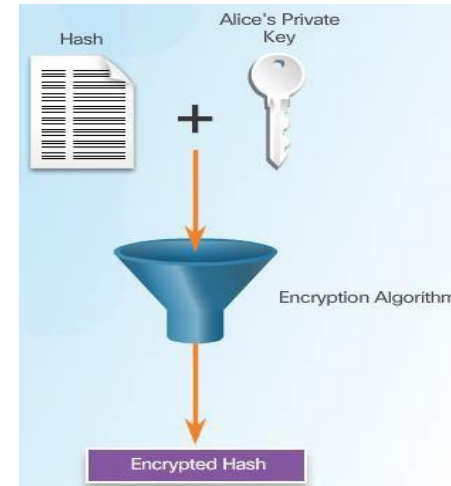 Hash
Alice's Private
Key
+
Encryption Algorithm
Encrypted Hash